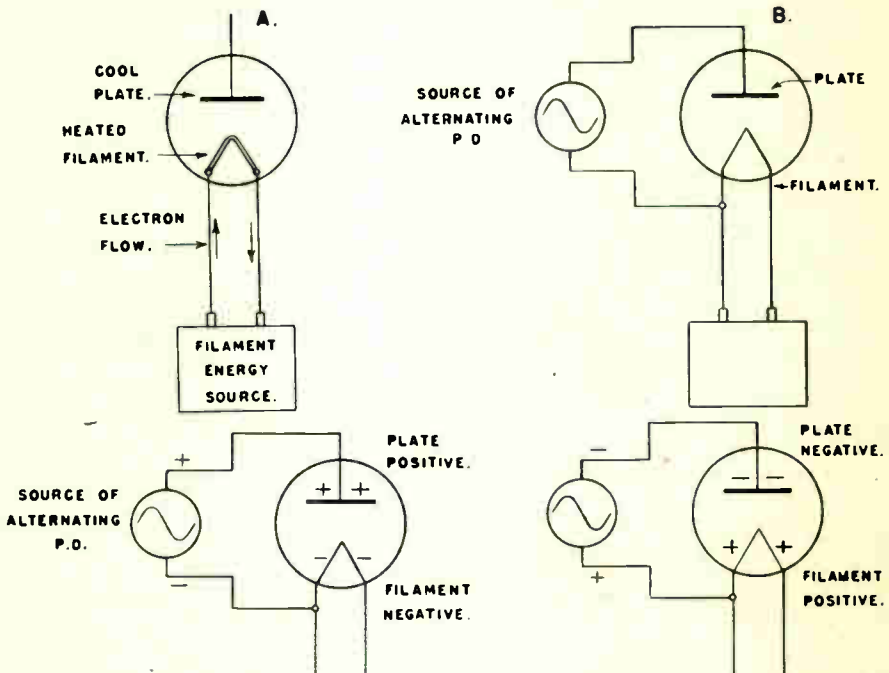 A.
COOL
PLATE.
HEATED
FILAMENT.
ELECTRON
FLOW.
FILAMENT
ENERGY
SOURCE.
B.
SOURCE OF
ALTERNATING
P D
PLATE
FILAMENT.
+
PLATE
POSITIVE.
+ +
SOURCE OF
ALTERNATING
P.D.
- -
-
FILAMENT
NEGATIVE.
-
PLATE
NEGATIVE.
- -
+ +
+
FILAMENT
POSITIVE.